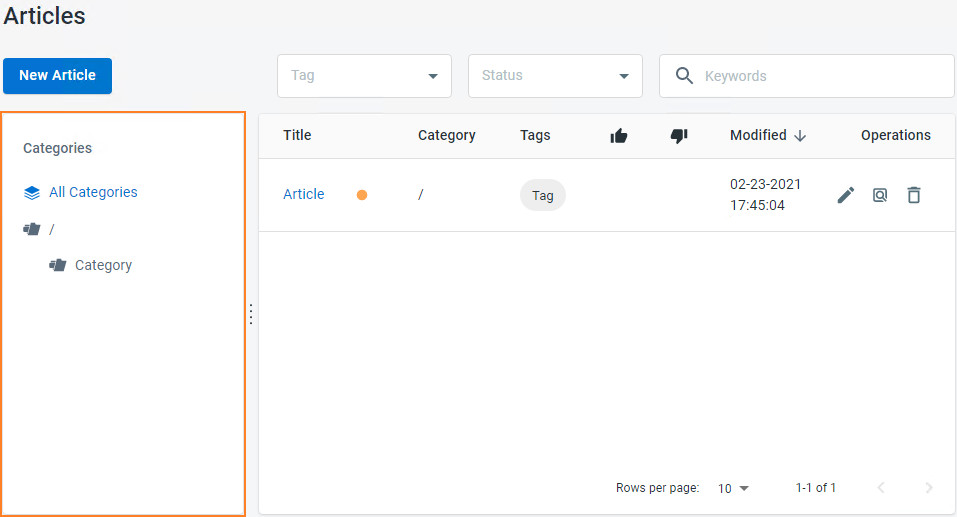 Articles
New Article
Tag
Status
Keywords
Categories
All Categories
/
Category
Title
Category
Tags
Modified
Operations
Article
/
Tag
02-23-2021
17:45:04
Rows per page:
10
1-1 of 1